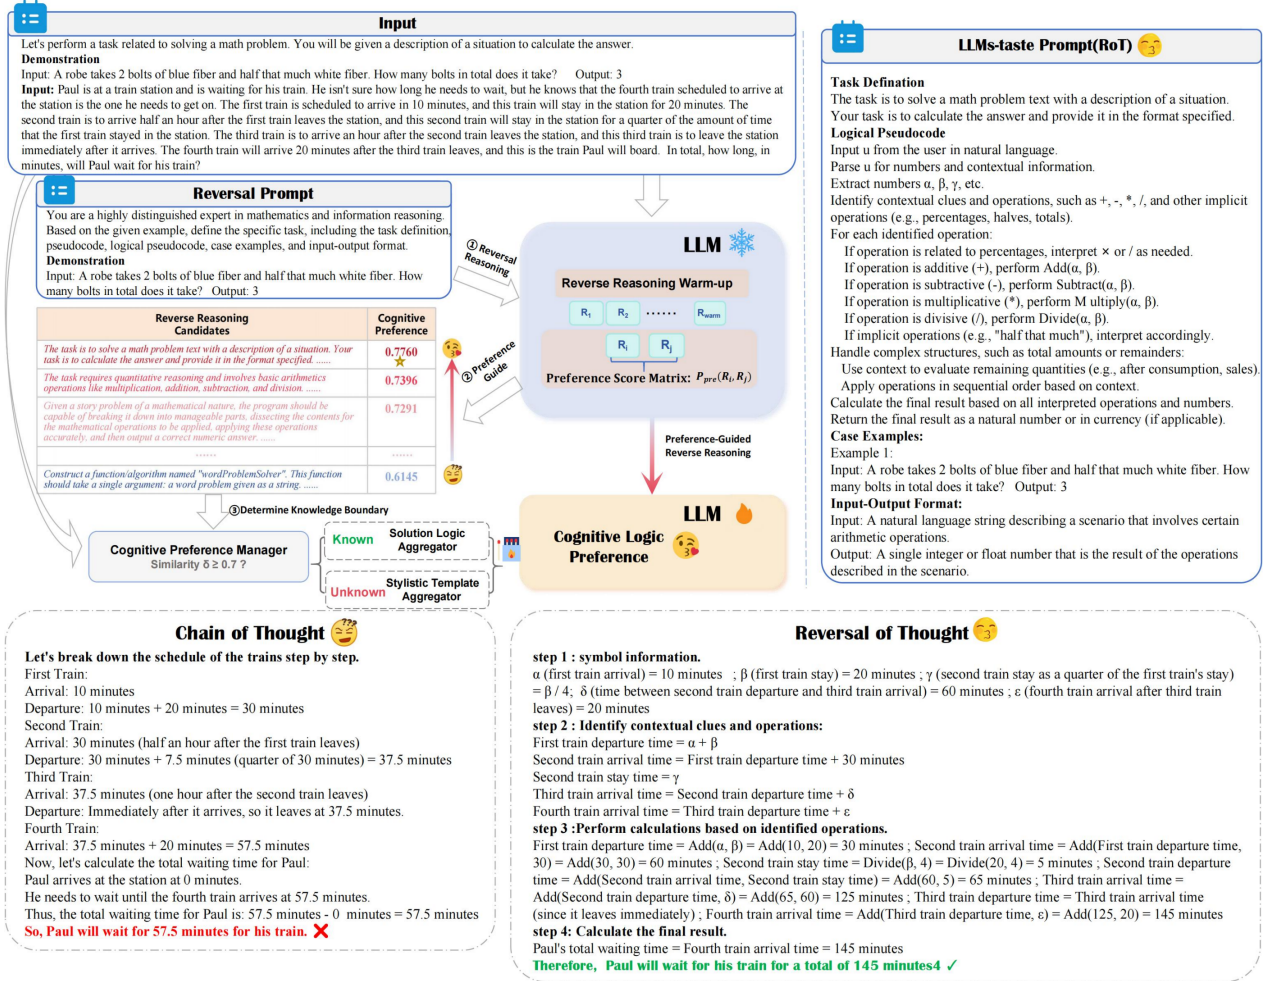 Input
Let's perform a task related to solving a math problem. You will be given a description of a situation to calculate the answer.
Demonstration
Input: A robe takes 2 bolts of blue fiber and half that much white fiber. How many bolts in total does it take? Output: 3
Input: Paul is at a train station and is waiting for his train. He isn't sure how long he needs to wait, but he knows that the fourth train scheduled to arrive at
the station is the one he needs to get on. The first train is scheduled to arrive in 10 minutes, and this train will stay in the station for 20 minutes. The
second train is to arrive half an hour after the first train leaves the station, and this second train will stay in the station for a quarter of the amount of time
that the first train stayed in the station. The third train is to arrive an hour after the second train leaves the station, and this third train is to leave the station
immediately after it arrives. The fourth train will arrive 20 minutes after the third train leaves, and this is the train Paul will board. In total, how long, in
minutes, will Paul wait for his train?
Reversal Prompt
You are a highly distinguished expert in mathematics and information reasoning.
Based on the given example, define the specific task, including the task definition,
pseudocode, logical pseudocode, case examples, and input-output format.
Demonstration
Input: A robe takes 2 bolts of blue fiber and half that much white fiber. How
many bolts in total does it take? Output: 3
① Reversal
Reasoning
② Preference
Guide
Reverse Reasoning
Candidates
Cognitive
Preference
The task is to solve a math problem text with a description of a situation. Your
task is to calculate the answer and provide it in the format specified. ......
0.7760
The task requires quantitative reasoning and involves basic arithmetics
operations like multiplication, addition, subtraction, and division. ......
0.7396
Given a story problem of a mathematical nature, the program should be
capable of breaking it down into manageable parts, dissecting the contents for
the mathematical operations to be applied, applying these operations
accurately, and then output a correct numeric answer. ......
0.7291
......
......
Construct a function/algorithm named "wordProblemSolver". This function
should take a single argument: a word problem given as a string. ......
0.6145
LLM
Reverse Reasoning Warm-up
R1 R2 ...... Rwarm
Ri Rj
Preference Score Matrix: Ppre(Ri, Rj)
Preference-Guided
Reverse Reasoning
LLM
Cognitive Logic
Preference
③Determine Knowledge Boundary
Cognitive Preference Manager
Similarity δ ≥ 0.7 ?
Known
Solution Logic
Aggregator
Unknown
Stylistic Template
Aggregator
LLMs-taste Prompt(RoT)
Task Defination
The task is to solve a math problem text with a description of a situation.
Your task is to calculate the answer and provide it in the format specified.
Logical Pseudocode
Input u from the user in natural language.
Parse u for numbers and contextual information.
Extract numbers α, β, γ, etc.
Identify contextual clues and operations, such as +, -, *, /, and other implicit
operations (e.g., percentages, halves, totals).
For each identified operation:
If operation is related to percentages, interpret × or / as needed.
If operation is additive (+), perform Add(α, β).
If operation is subtractive (-), perform Subtract(α, β).
If operation is multiplicative (*), perform M ultiply(α, β).
If operation is divisive (/), perform Divide(α, β).
If implicit operations (e.g., "half that much"), interpret accordingly.
Handle complex structures, such as total amounts or remainders:
Use context to evaluate remaining quantities (e.g., after consumption, sales).
Apply operations in sequential order based on context.
Calculate the final result based on all interpreted operations and numbers.
Return the final result as a natural number or in currency (if applicable).
Case Examples:
Example 1:
Input: A robe takes 2 bolts of blue fiber and half that much white fiber. How
many bolts in total does it take? Output: 3
Input-Output Format:
Input: A natural language string describing a scenario that involves certain
arithmetic operations.
Output: A single integer or float number that is the result of the operations
described in the scenario.
Chain of Thought
Let's break down the schedule of the trains step by step.
First Train:
Arrival: 10 minutes
Departure: 10 minutes + 20 minutes = 30 minutes
Second Train:
Arrival: 30 minutes (half an hour after the first train leaves)
Departure: 30 minutes + 7.5 minutes (quarter of 30 minutes) = 37.5 minutes
Third Train:
Arrival: 37.5 minutes (one hour after the second train leaves)
Departure: Immediately after it arrives, so it leaves at 37.5 minutes.
Fourth Train:
Arrival: 37.5 minutes + 20 minutes = 57.5 minutes
Now, let's calculate the total waiting time for Paul:
Paul arrives at the station at 0 minutes.
He needs to wait until the fourth train arrives at 57.5 minutes.
Thus, the total waiting time for Paul is: 57.5 minutes - 0 minutes = 57.5 minutes
So, Paul will wait for 57.5 minutes for his train. ❌
Reversal of Thought
step 1 : symbol information.
α (first train arrival) = 10 minutes ; β (first train stay) = 20 minutes ; γ (second train stay as a quarter of the first train's stay)
= β / 4; δ (time between second train departure and third train arrival) = 60 minutes ; ε (fourth train arrival after third train
leaves) = 20 minutes
step 2 : Identify contextual clues and operations:
First train departure time = α + β
Second train arrival time = First train departure time + 30 minutes
Second train stay time = γ
Third train arrival time = Second train departure time + δ
Fourth train arrival time = Third train departure time + ε
step 3 :Perform calculations based on identified operations.
First train departure time = Add(α, β) = Add(10, 20) = 30 minutes ; Second train arrival time = Add(First train departure time,
30) = Add(30, 30) = 60 minutes ; Second train stay time = Divide(β, 4) = Divide(20, 4) = 5 minutes ; Second train departure
time = Add(Second train arrival time, Second train stay time) = Add(60, 5) = 65 minutes ; Third train arrival time =
Add(Second train departure time, δ) = Add(65, 60) = 125 minutes ; Third train departure time = Third train arrival time
(since it leaves immediately) ; Fourth train arrival time = Add(Third train departure time, ε) = Add(125, 20) = 145 minutes
step 4: Calculate the final result.
Paul's total waiting time = Fourth train arrival time = 145 minutes
Therefore, Paul will wait for his train for a total of 145 minutes4 ✓